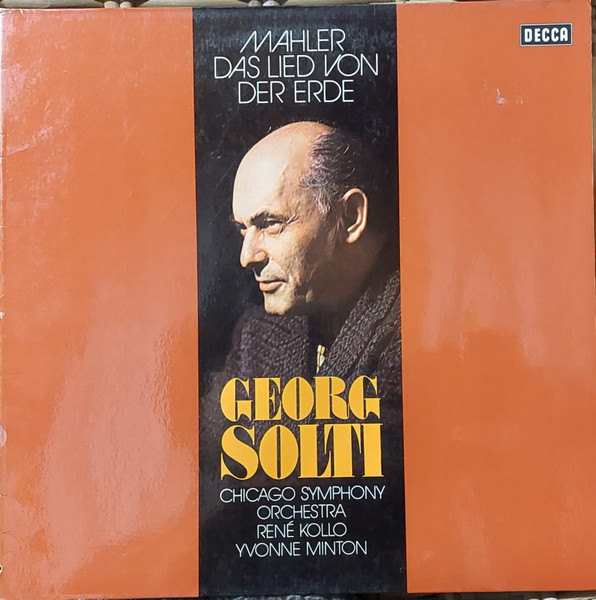 MAHLER
DAS LIED VON
DER ERDE
DECCA
GEORG
SOLTI
CHICAGO SYMPHONY
ORCHESTRA
RENÉ KOLLO
YVONNE MINTON